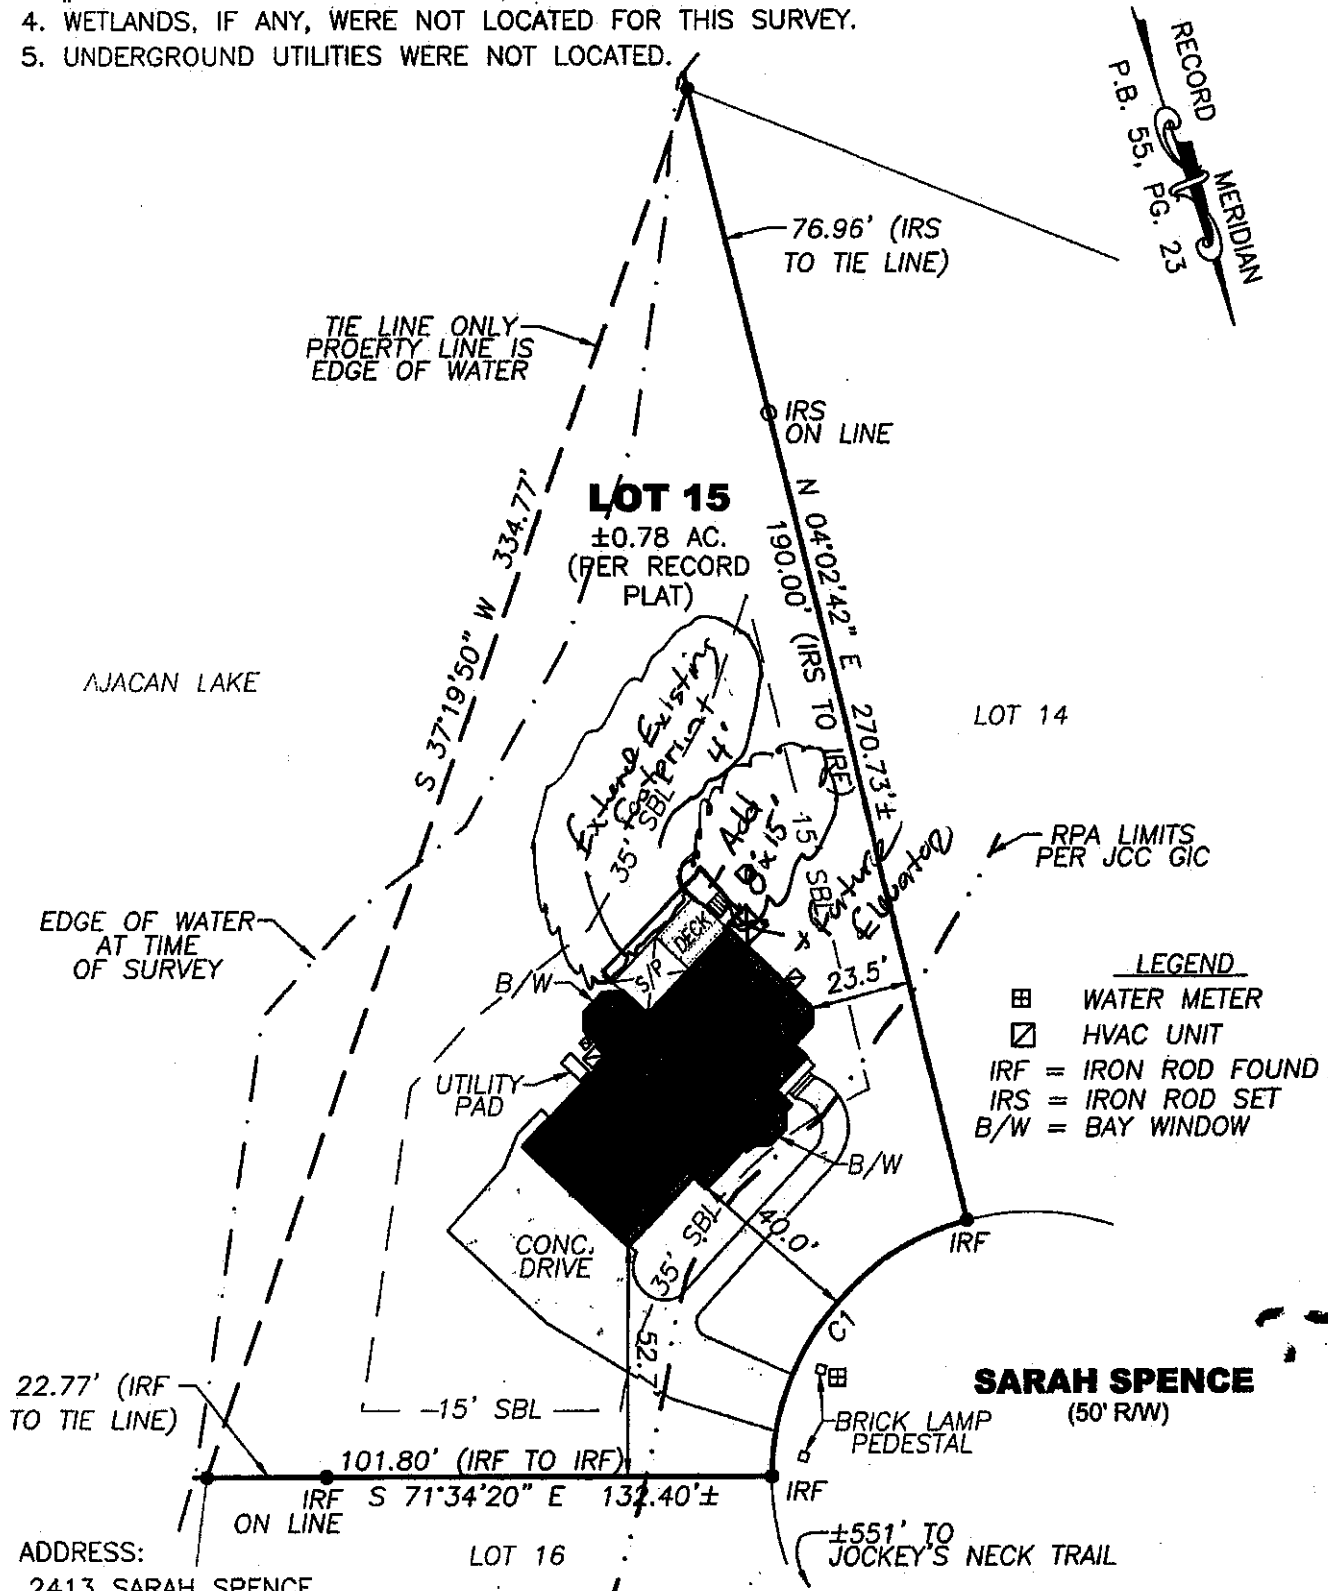 4. WETLANDS, IF ANY, WERE NOT LOCATED FOR THIS SURVEY.
5. UNDERGROUND UTILITIES WERE NOT LOCATED.
RECORD MERIDIAN
P.B. 55, PG. 23
76.96' (IRS
TO TIE LINE)
TIE LINE ONLY
PROERTY LINE IS
EDGE OF WATER
IRS
ON LINE
LOT 15
±0.78 AC.
(PER RECORD
PLAT)
N 04°02'42" E 270.73'±
190.00' (IRS TO IRF)
S 37°19'50" W 334.77'
AJACAN LAKE
LOT 14
Extend Existing
footprint 4'
35' SBL
Add
8'x15'
15' SBL
x Future
Elevator
RPA LIMITS
PER JCC GIC
EDGE OF WATER
AT TIME
OF SURVEY
B/W
S/P
DECK
23.5'
LEGEND
WATER METER
HVAC UNIT
IRF = IRON ROD FOUND
IRS = IRON ROD SET
B/W = BAY WINDOW
UTILITY
PAD
B/W
CONC.
DRIVE
35' SBL
40.0'
IRF
C1
52.7'
22.77' (IRF
TO TIE LINE)
15' SBL
SARAH SPENCE
(50' R/W)
BRICK LAMP
PEDESTAL
101.80' (IRF TO IRF)
IRF
ON LINE
S 71°34'20" E 132.40'±
IRF
±551' TO
JOCKEY'S NECK TRAIL
LOT 16
ADDRESS:
2413 SARAH SPENCE